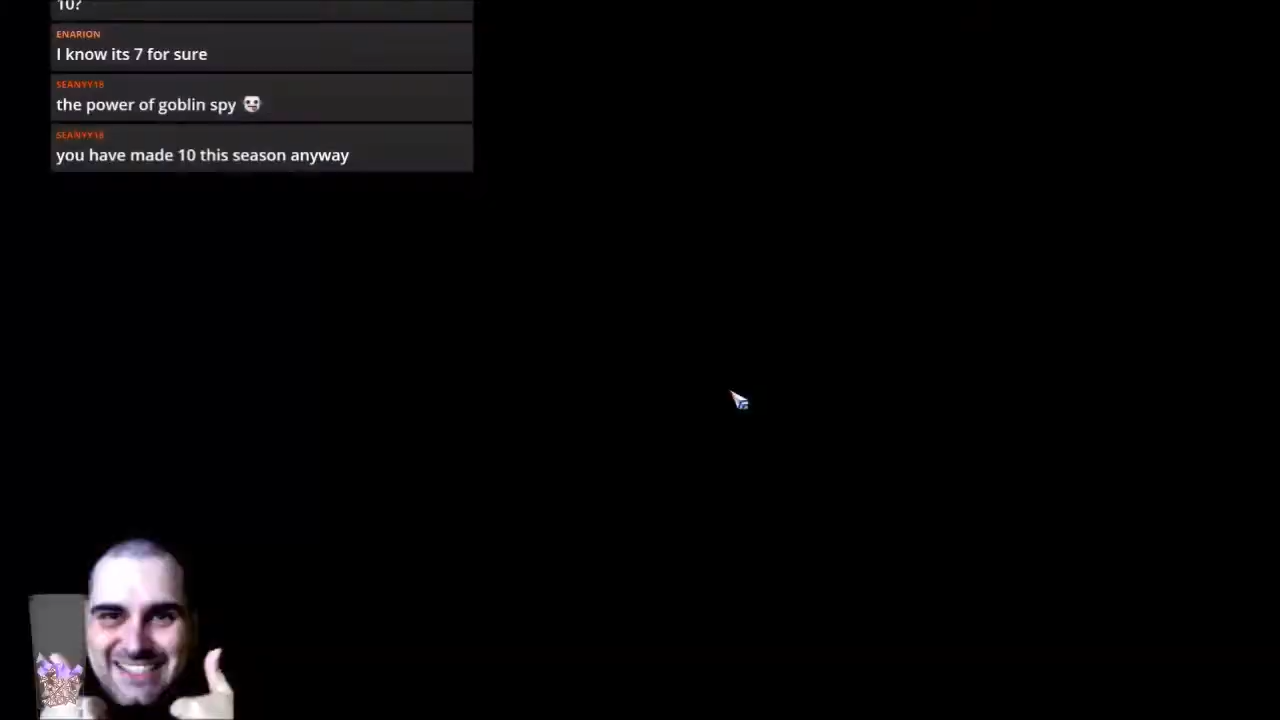 10?
ENARION
I know its 7 for sure
SEANYY18
the power of goblin spy
SEANYY18
you have made 10 this season anyway